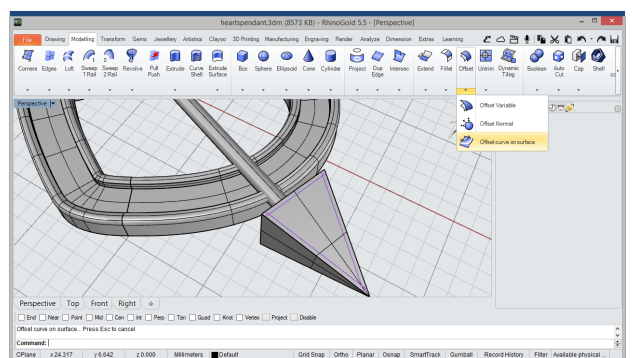 heartspendant.3dm (8573 KB) - RhinoGold 5.5 - [Perspective]
File Drawing Modelling Transform Gems Jewellery Artistics Clayoo 3D Printing Manufacturing Engraving Render Analyze Dimension Extras Learning
Corners Edges Loft Sweep 1 Rail Sweep 2 Rail Revolve Pull Push Extrude Curve Shell Extrude Surface Box Sphere Ellipsoid Cone Cylinder Project Dup Edge Intersec Extend Fillet Offset Untrim Dynamic Tiling Boolean Auto Cut Cap Shell
Perspective
Offset Variable
Offset Normal
Offset curve on surface
Perspective Top Front Right
End Near Point Mid Cen Int Perp Tan Quad Knot Vertex Project Disable
Offset curve on surface... Press Esc to cancel
Command:
CPlane x 24.317 y 6.642 z 0.000 Millimeters Default Grid Snap Ortho Planar Osnap SmartTrack Gumball Record History Filter Available physical ...